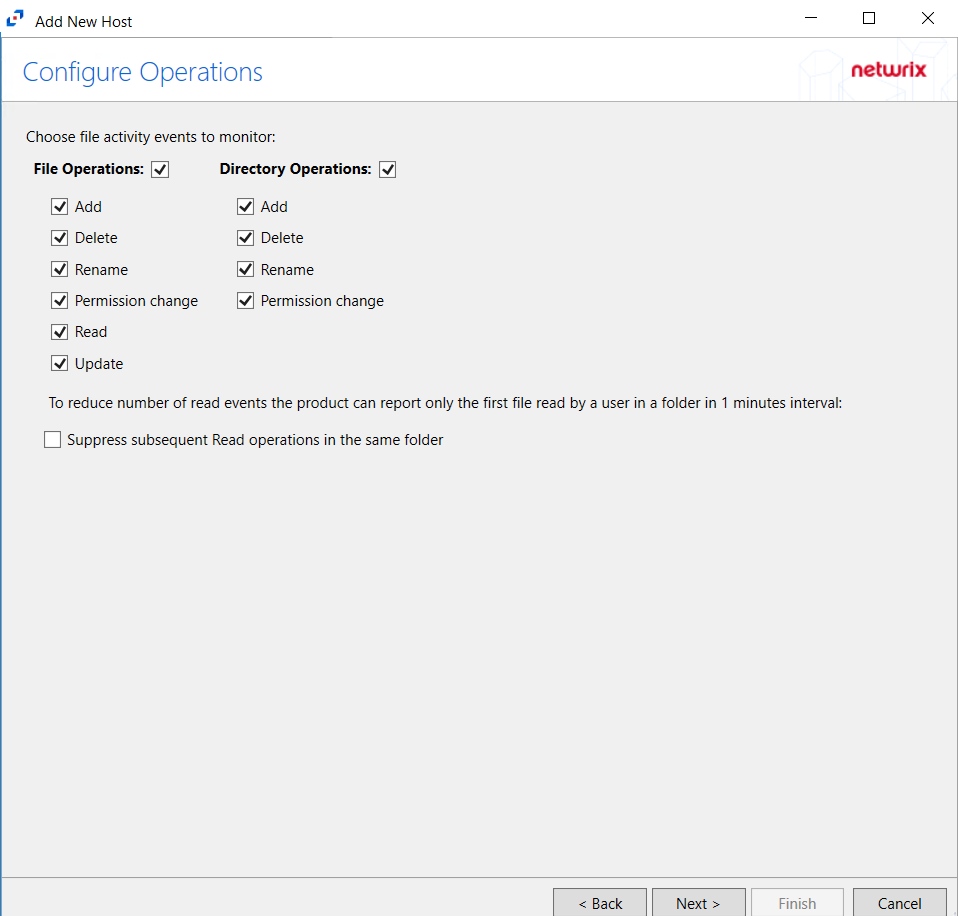 Add New Host
Configure Operations
netwrix
Choose file activity events to monitor:
File Operations: Directory Operations:
Add Add
Delete Delete
Rename Rename
Permission change Permission change
Read
Update
To reduce number of read events the product can report only the first file read by a user in a folder in 1 minutes interval:
Suppress subsequent Read operations in the same folder
< Back Next > Finish Cancel